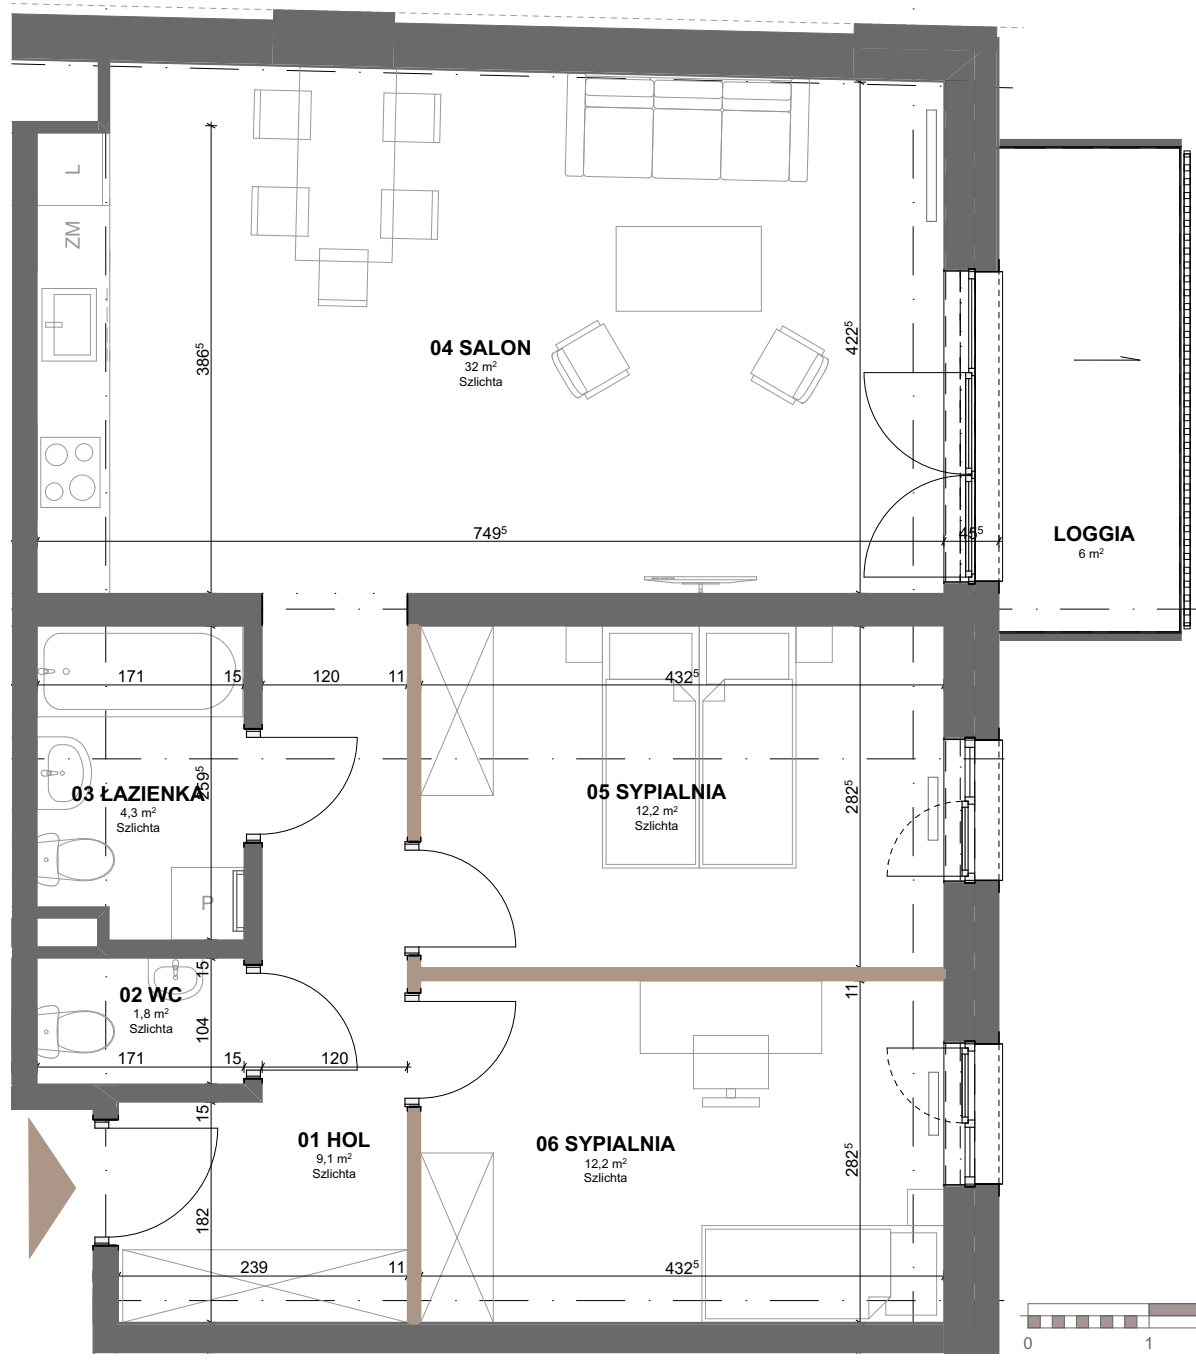 L
ZM
386⁵
04 SALON
32 m²
Szlichta
422⁵
749⁵
45⁵
LOGGIA
6 m²
171
15
120
11
432⁵
03 ŁAZIENKA
4,3 m²
Szlichta
259⁵
05 SYPIALNIA
12,2 m²
Szlichta
282⁵
P
15
02 WC
1,8 m²
Szlichta
104
11
171
15
120
15
01 HOL
9,1 m²
Szlichta
06 SYPIALNIA
12,2 m²
Szlichta
282⁵
182
239
11
432⁵
0
1